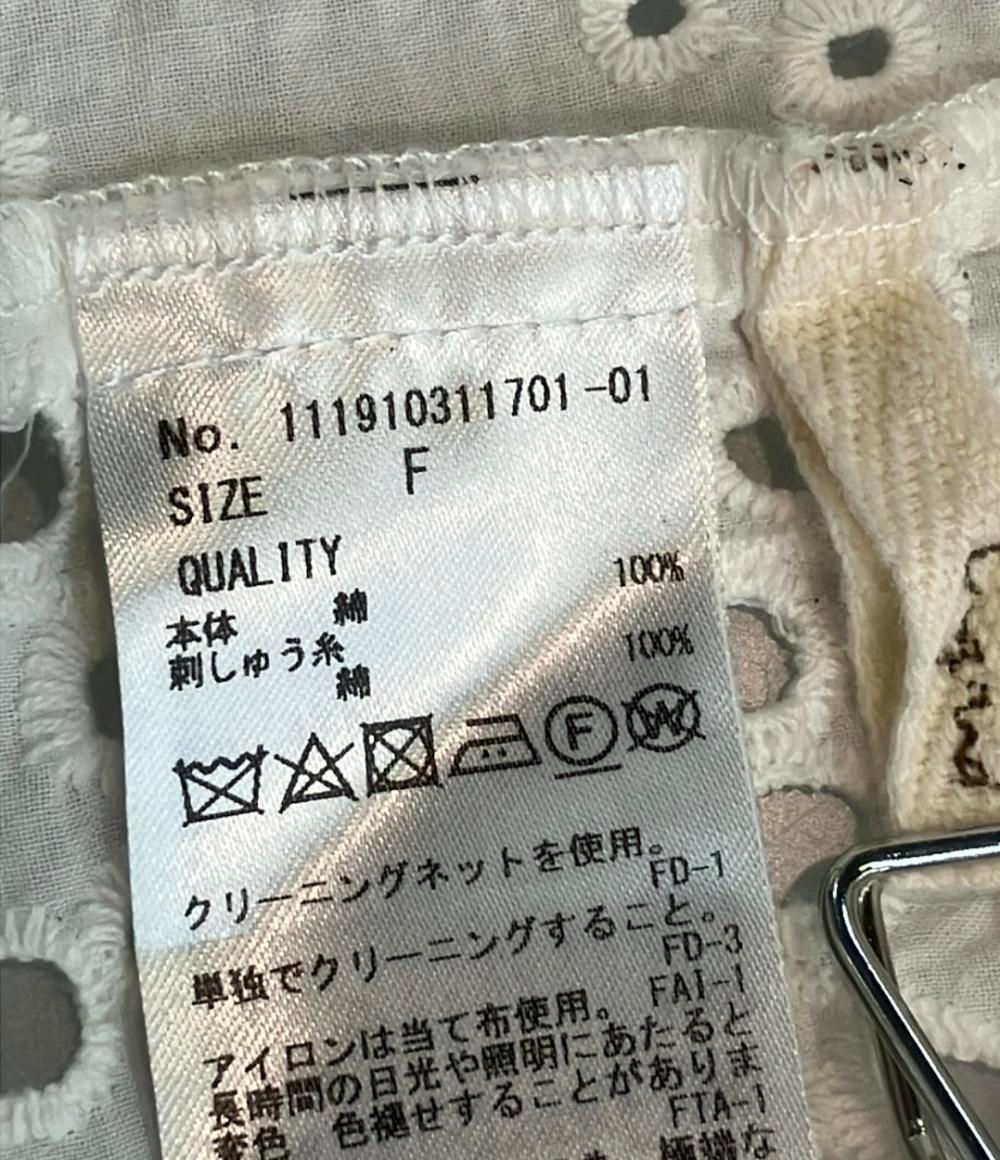 No. 111910311701-01
SIZE F
QUALITY
本体 綿 100%
刺しゅう糸
綿 100%
F W
クリーニングネットを使用。
FD-1
単独でクリーニングすること。
FD-3
アイロンは当て布使用。 FAI-1
長時間の日光や照明にあたると
変色 色褪せすることがありま
FTA-1
極端な